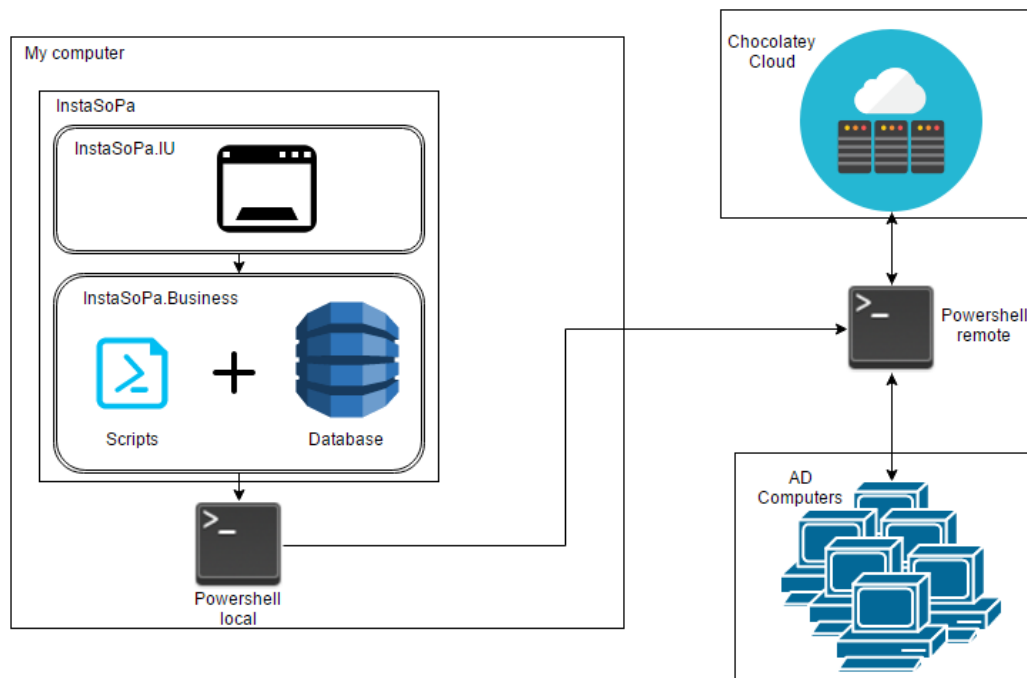 My computer
InstaSoPa
InstaSoPa.IU
InstaSoPa.Business
Scripts
Database
Powershell
local
Chocolatey
Cloud
Powershell
remote
AD
Computers